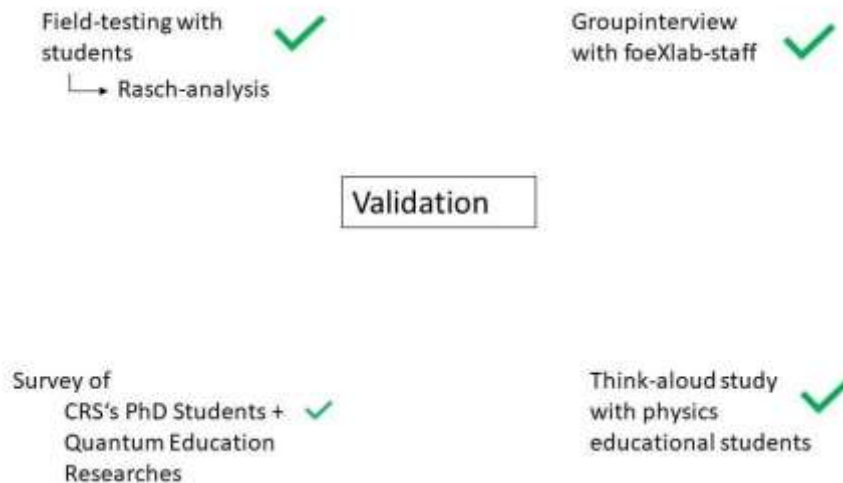 Field-testing with
students
Rasch-analysis
Groupinterview
with foeXlab-staff
Validation
Survey of
CRS's PhD Students +
Quantum Education
Researches
Think-aloud study
with physics
educational students